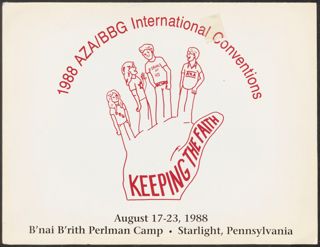 1988 AZA/BBG International Conventions
KEEPING THE FAITH
August 17-23, 1988
B'nai B'rith Perlman Camp • Starlight, Pennsylvania